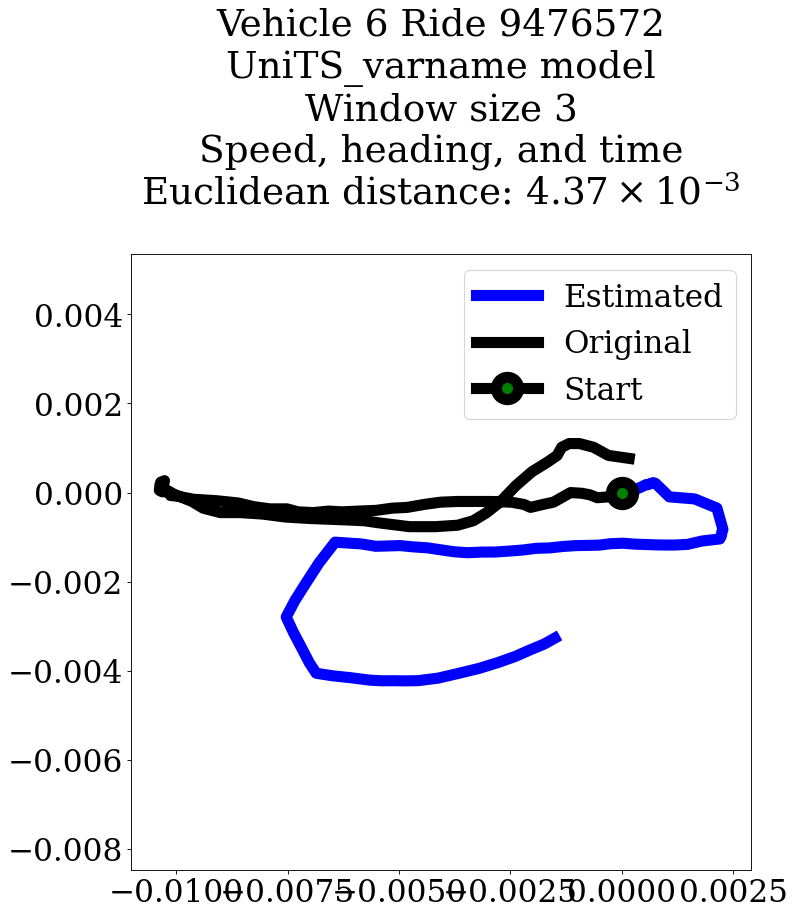 Vehicle 6 Ride 9476572
UniTS_varname model
Window size 3
Speed, heading, and time
Euclidean distance: 4.37 × 10⁻³
Estimated
Original
Start
0.004
0.002
0.000
−0.002
−0.004
−0.006
−0.008
−0.0100 −0.0075 −0.0050 −0.0025 0.0000 0.0025